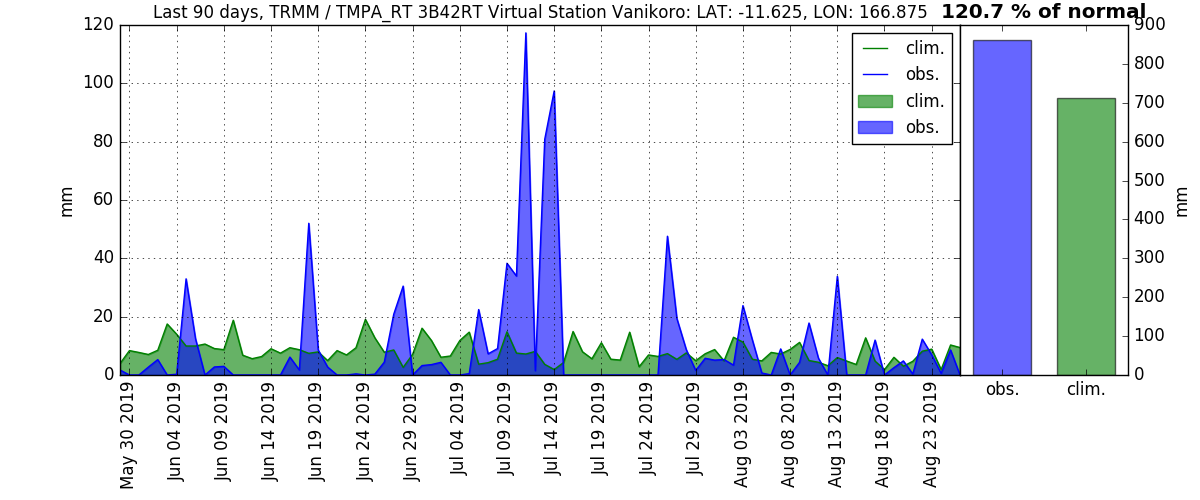 Last 90 days, TRMM / TMPA_RT 3B42RT Virtual Station Vanikoro: LAT: -11.625, LON: 166.875 120.7 % of normal
120
100
80
60
40
20
0
mm
clim.
obs.
clim.
obs.
900
800
700
600
500
400
300
200
100
0
mm
May 30 2019
Jun 04 2019
Jun 09 2019
Jun 14 2019
Jun 19 2019
Jun 24 2019
Jun 29 2019
Jul 04 2019
Jul 09 2019
Jul 14 2019
Jul 19 2019
Jul 24 2019
Jul 29 2019
Aug 03 2019
Aug 08 2019
Aug 13 2019
Aug 18 2019
Aug 23 2019
obs.
clim.